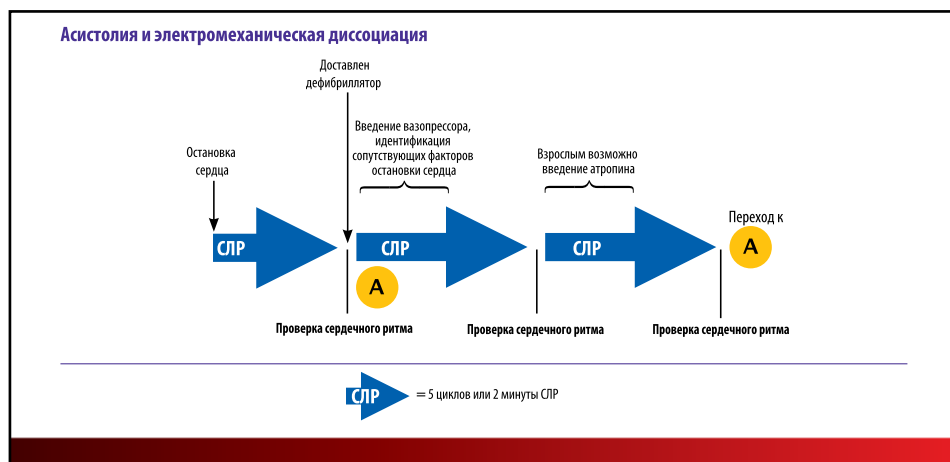 Асистолия и электромеханическая диссоциация
Доставлен
дефибриллятор
Введение вазопрессора,
идентификация
сопутствующих факторов
остановки сердца
Остановка
сердца
Взрослым возможно
введение атропина
Переход к
А
СЛР
СЛР
СЛР
А
Проверка сердечного ритма
Проверка сердечного ритма
Проверка сердечного ритма
СЛР
= 5 циклов или 2 минуты СЛР